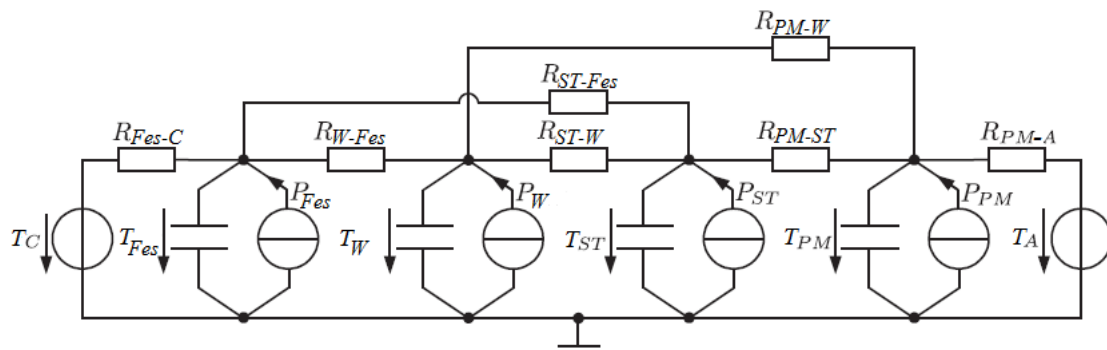 R_PM-W
R_ST-Fes
R_Fes-C
R_W-Fes
R_ST-W
R_PM-ST
R_PM-A
P_Fes
P_W
P_ST
P_PM
T_C
T_Fes
T_W
T_ST
T_PM
T_A